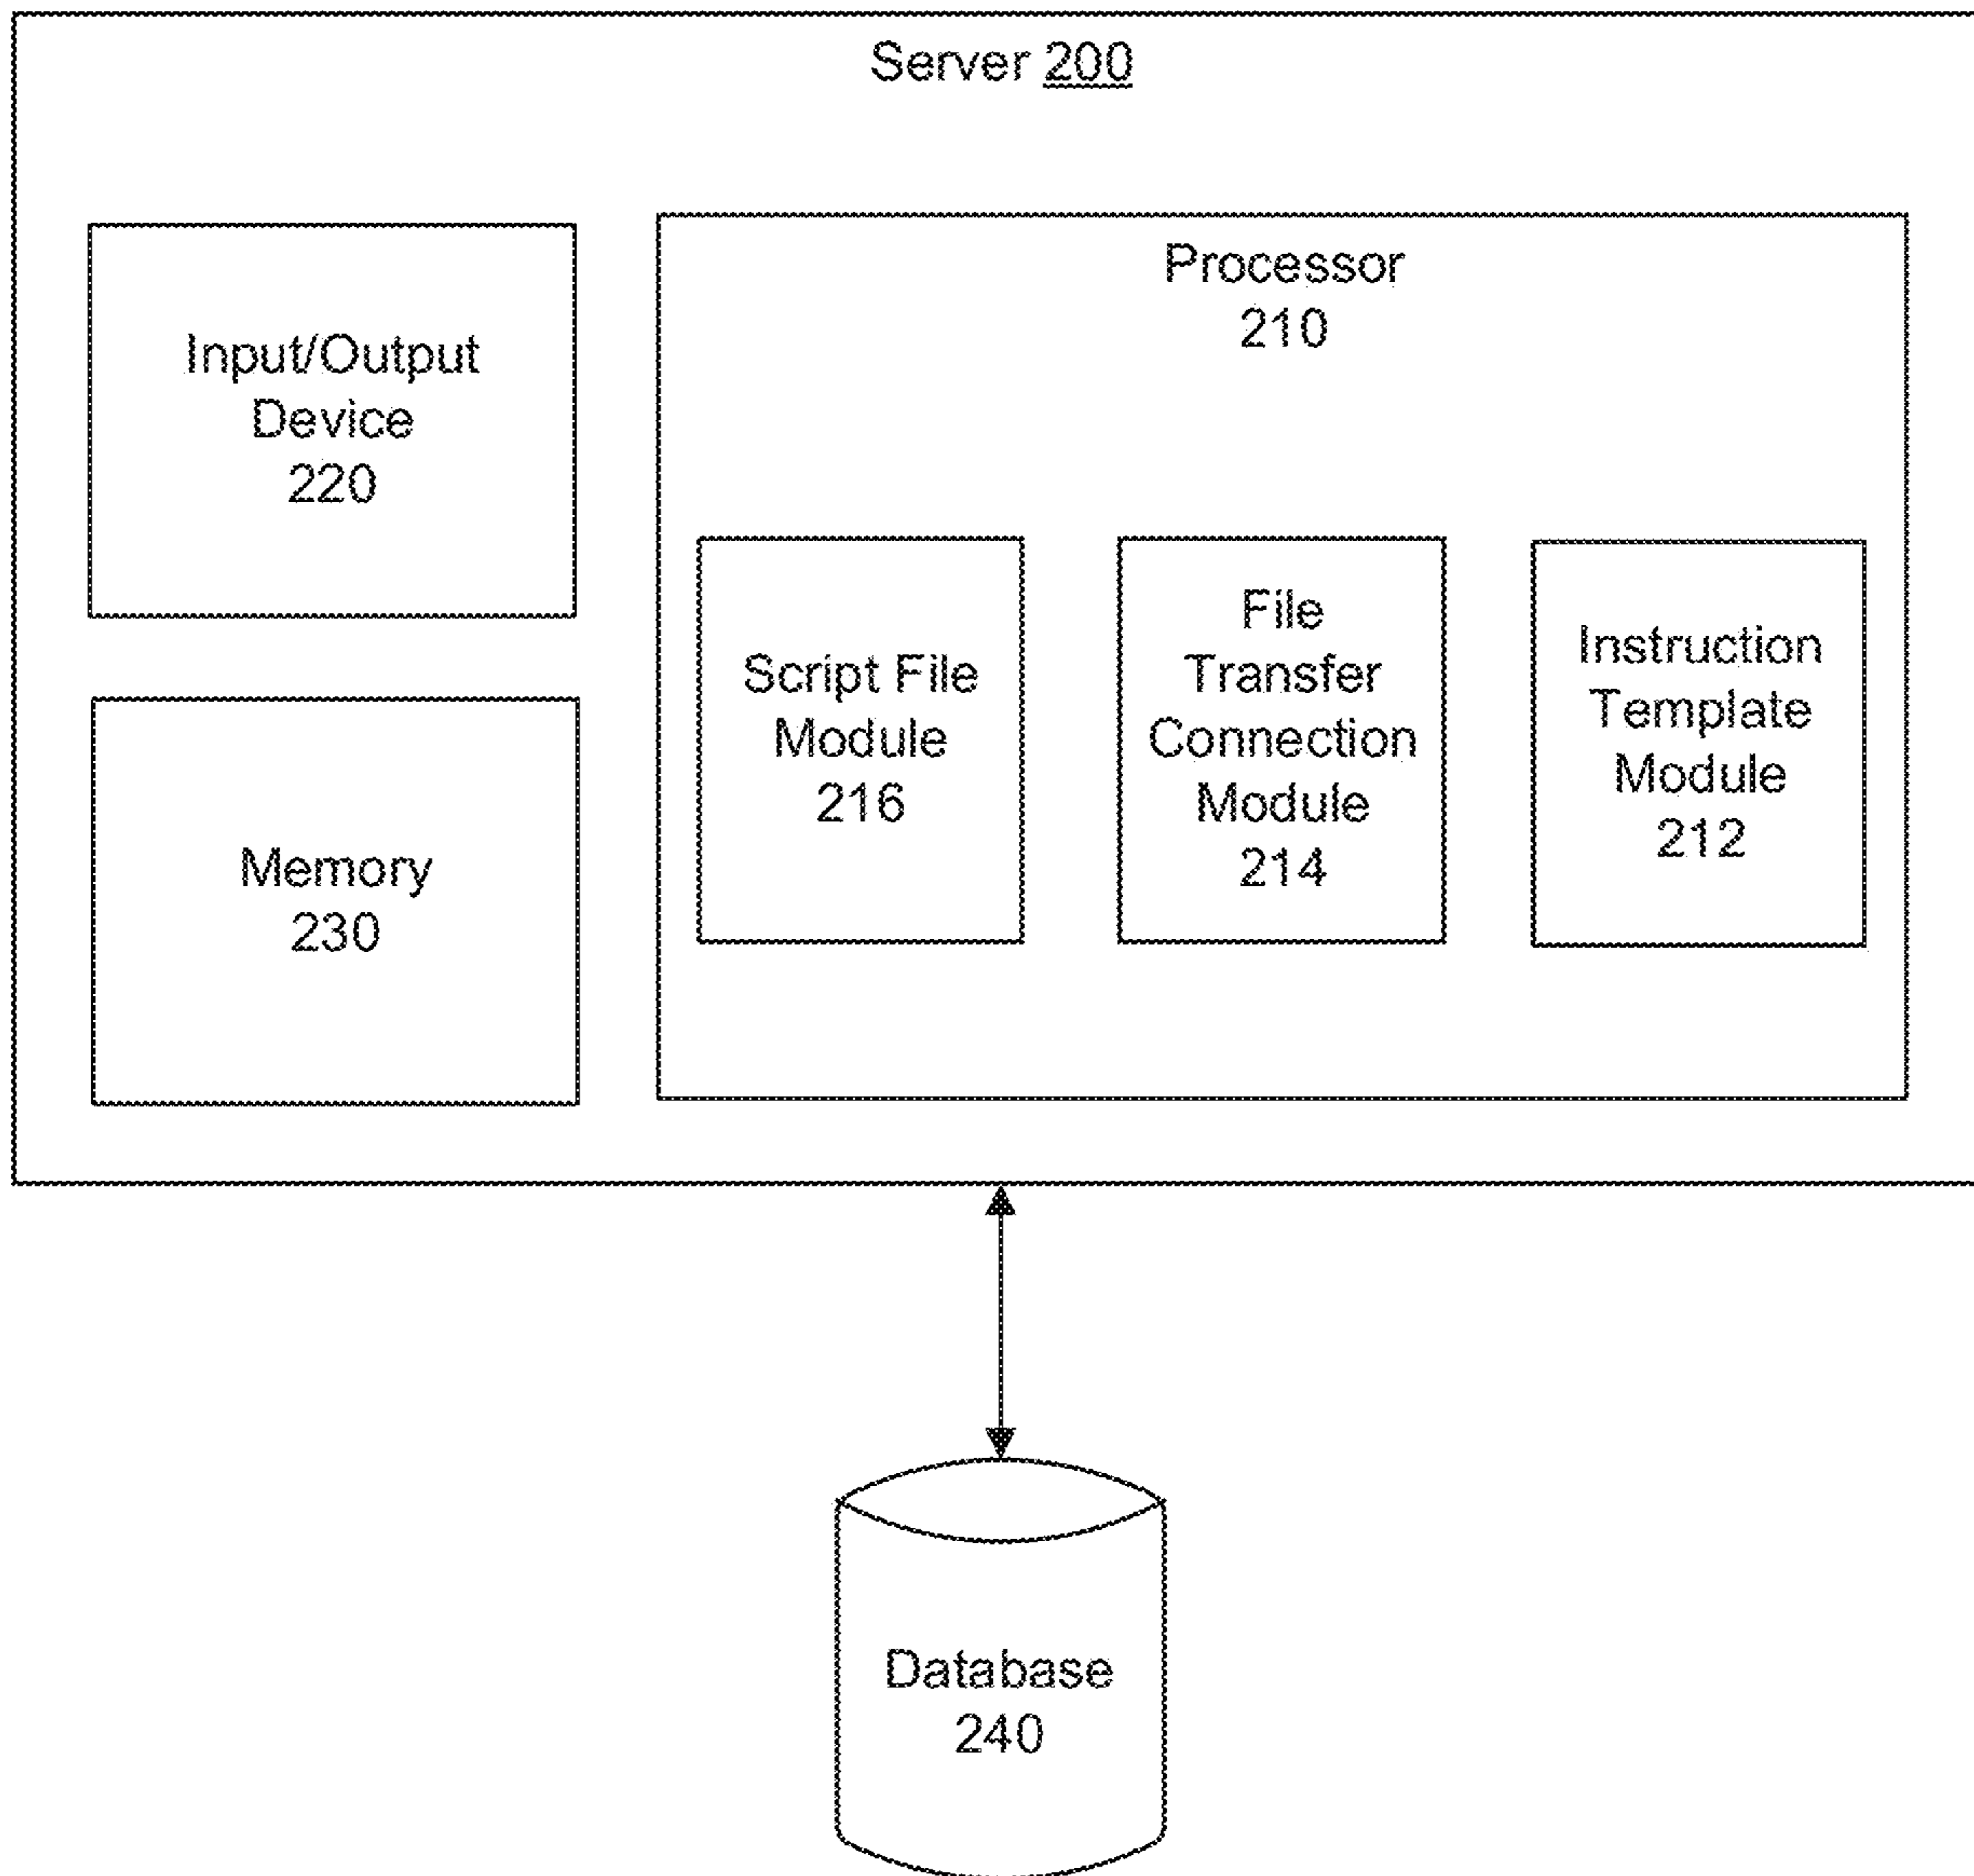 Server 200
Input/Output
Device
220
Memory
230
Processor
210
Script File
Module
216
File
Transfer
Connection
Module
214
Instruction
Template
Module
212
Database
240